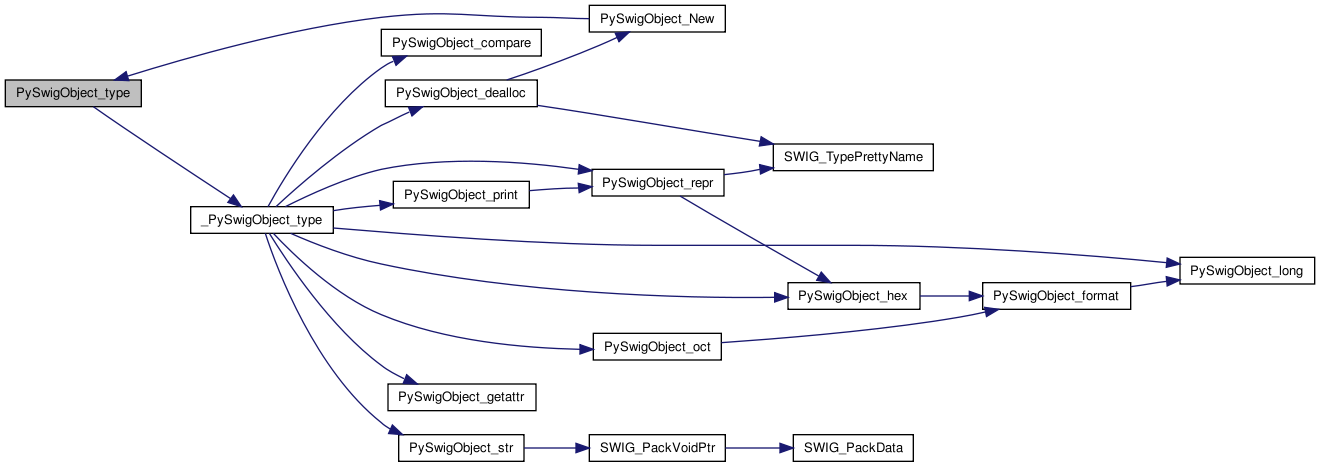 PySwigObject_New
PySwigObject_compare
PySwigObject_type
PySwigObject_dealloc
SWIG_TypePrettyName
PySwigObject_repr
PySwigObject_print
_PySwigObject_type
PySwigObject_long
PySwigObject_hex
PySwigObject_format
PySwigObject_oct
PySwigObject_getattr
PySwigObject_str
SWIG_PackVoidPtr
SWIG_PackData